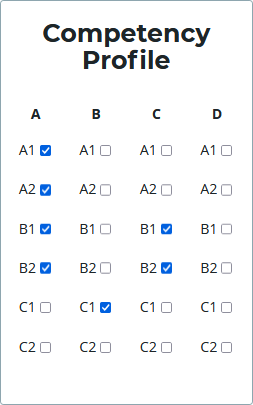 Competency
Profile
A B C D
A1 A1 A1 A1
A2 A2 A2 A2
B1 B1 B1 B1
B2 B2 B2 B2
C1 C1 C1 C1
C2 C2 C2 C2